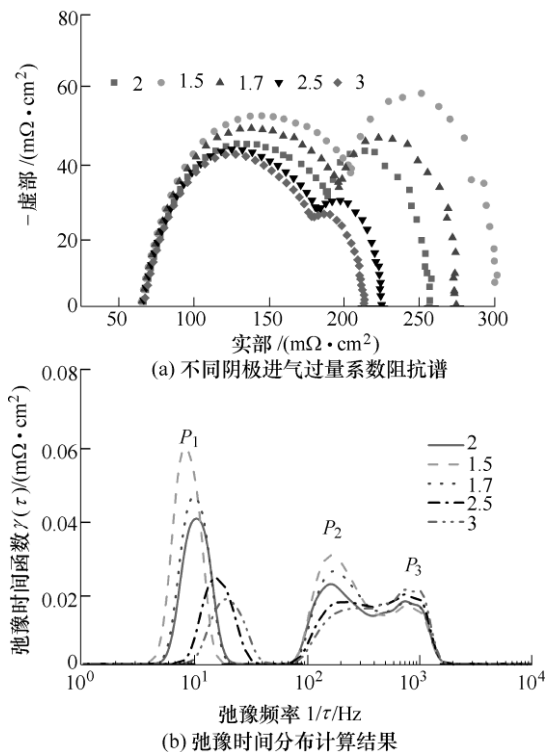 80
60
40
20
0
－虚部 /(mΩ·cm²)
2 1.5 1.7 2.5 3
50 100 150 200 250 300
实部 /(mΩ·cm²)
(a) 不同阴极进气过量系数阻抗谱
0.08
0.06
0.04
0.02
0
弛豫时间函数 γ(τ)/(mΩ·cm²)
P₁
P₂
P₃
2
1.5
1.7
2.5
3
10⁰ 10¹ 10² 10³ 10⁴
弛豫频率 1/τ/Hz
(b) 弛豫时间分布计算结果